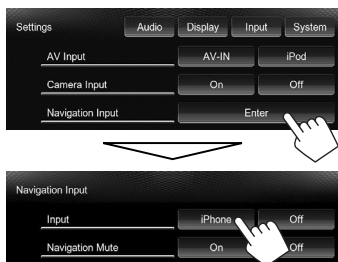 Settings Audio Display Input System
AV Input AV-IN iPod
Camera Input On Off
Navigation Input Enter
Navigation Input
Input iPhone Off
Navigation Mute On Off